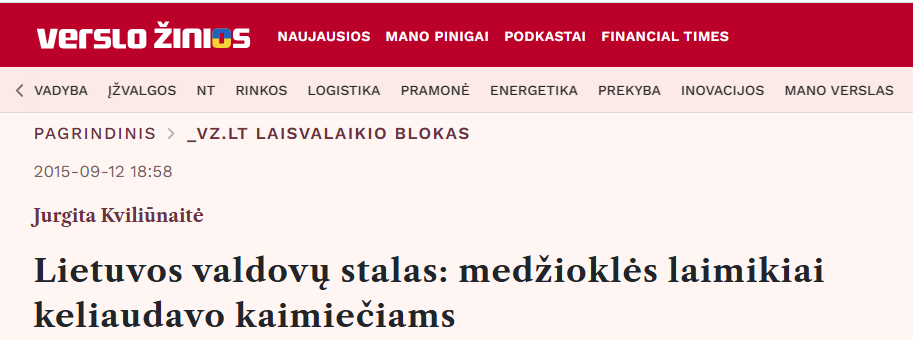 verslo žinios NAUJAUSIOS MANO PINIGAI PODKASTAI FINANCIAL TIMES
VADYBA ĮŽVALGOS NT RINKOS LOGISTIKA PRAMONĖ ENERGETIKA PREKYBA INOVACIJOS MANO VERSLAS
PAGRINDINIS > _VZ.LT LAISVALAIKIO BLOKAS
2015-09-12 18:58
Jurgita Kviliūnaitė
Lietuvos valdovų stalas: medžioklės laimikiai
keliaudavo kaimiečiams